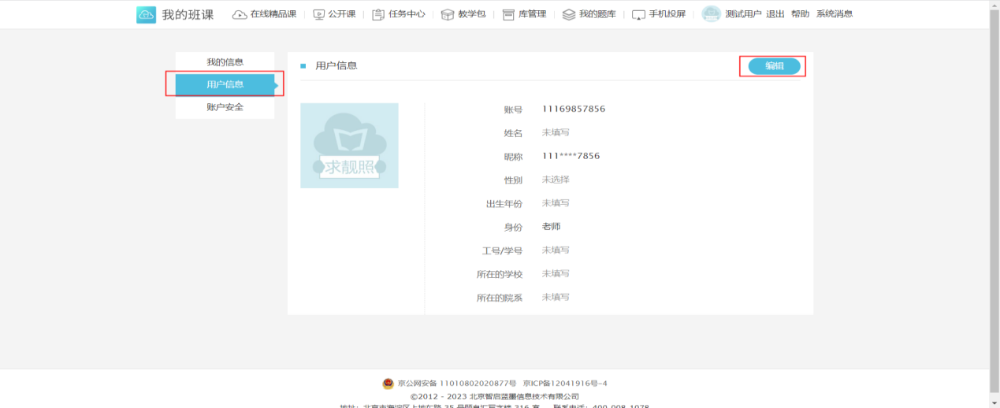 我的班课 在线精品课 公开课 任务中心 教学包 库管理 我的题库 手机投屏 测试用户 退出 帮助 系统消息
我的信息
用户信息
账户安全
用户信息 编辑
求靓照
账号 11169857856
姓名 未填写
昵称 111****7856
性别 未选择
出生年份 未填写
身份 老师
工号/学号 未填写
所在的学校 未填写
所在的院系 未填写
京公网安备 11010802020877号 京ICP备12041916号-4
©2012 - 2023 北京智启蓝墨信息技术有限公司
地址：北京市海淀区上地东路 35 号颐泉汇写字楼 316 室 联系电话：400-008-1078